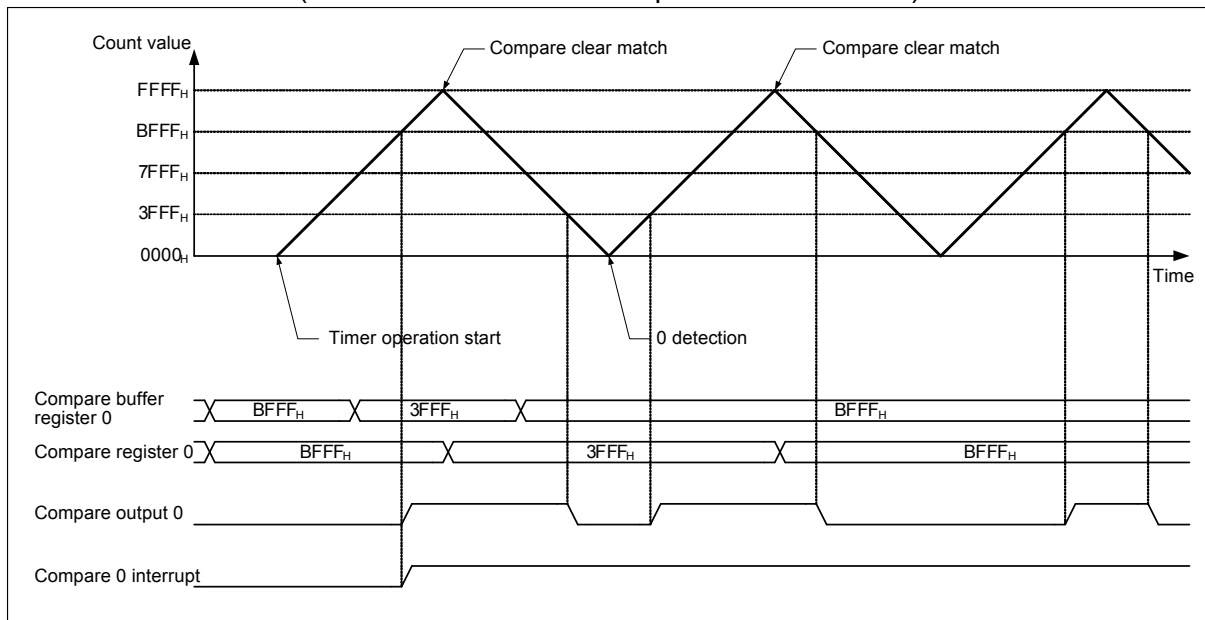 Count value
Compare clear match
Compare clear match
FFFFH
BFFFH
7FFFH
3FFFH
0000H
Time
Timer operation start
0 detection
Compare buffer
register 0
BFFFH
3FFFH
BFFFH
Compare register 0
BFFFH
3FFFH
BFFFH
Compare output 0
Compare 0 interrupt